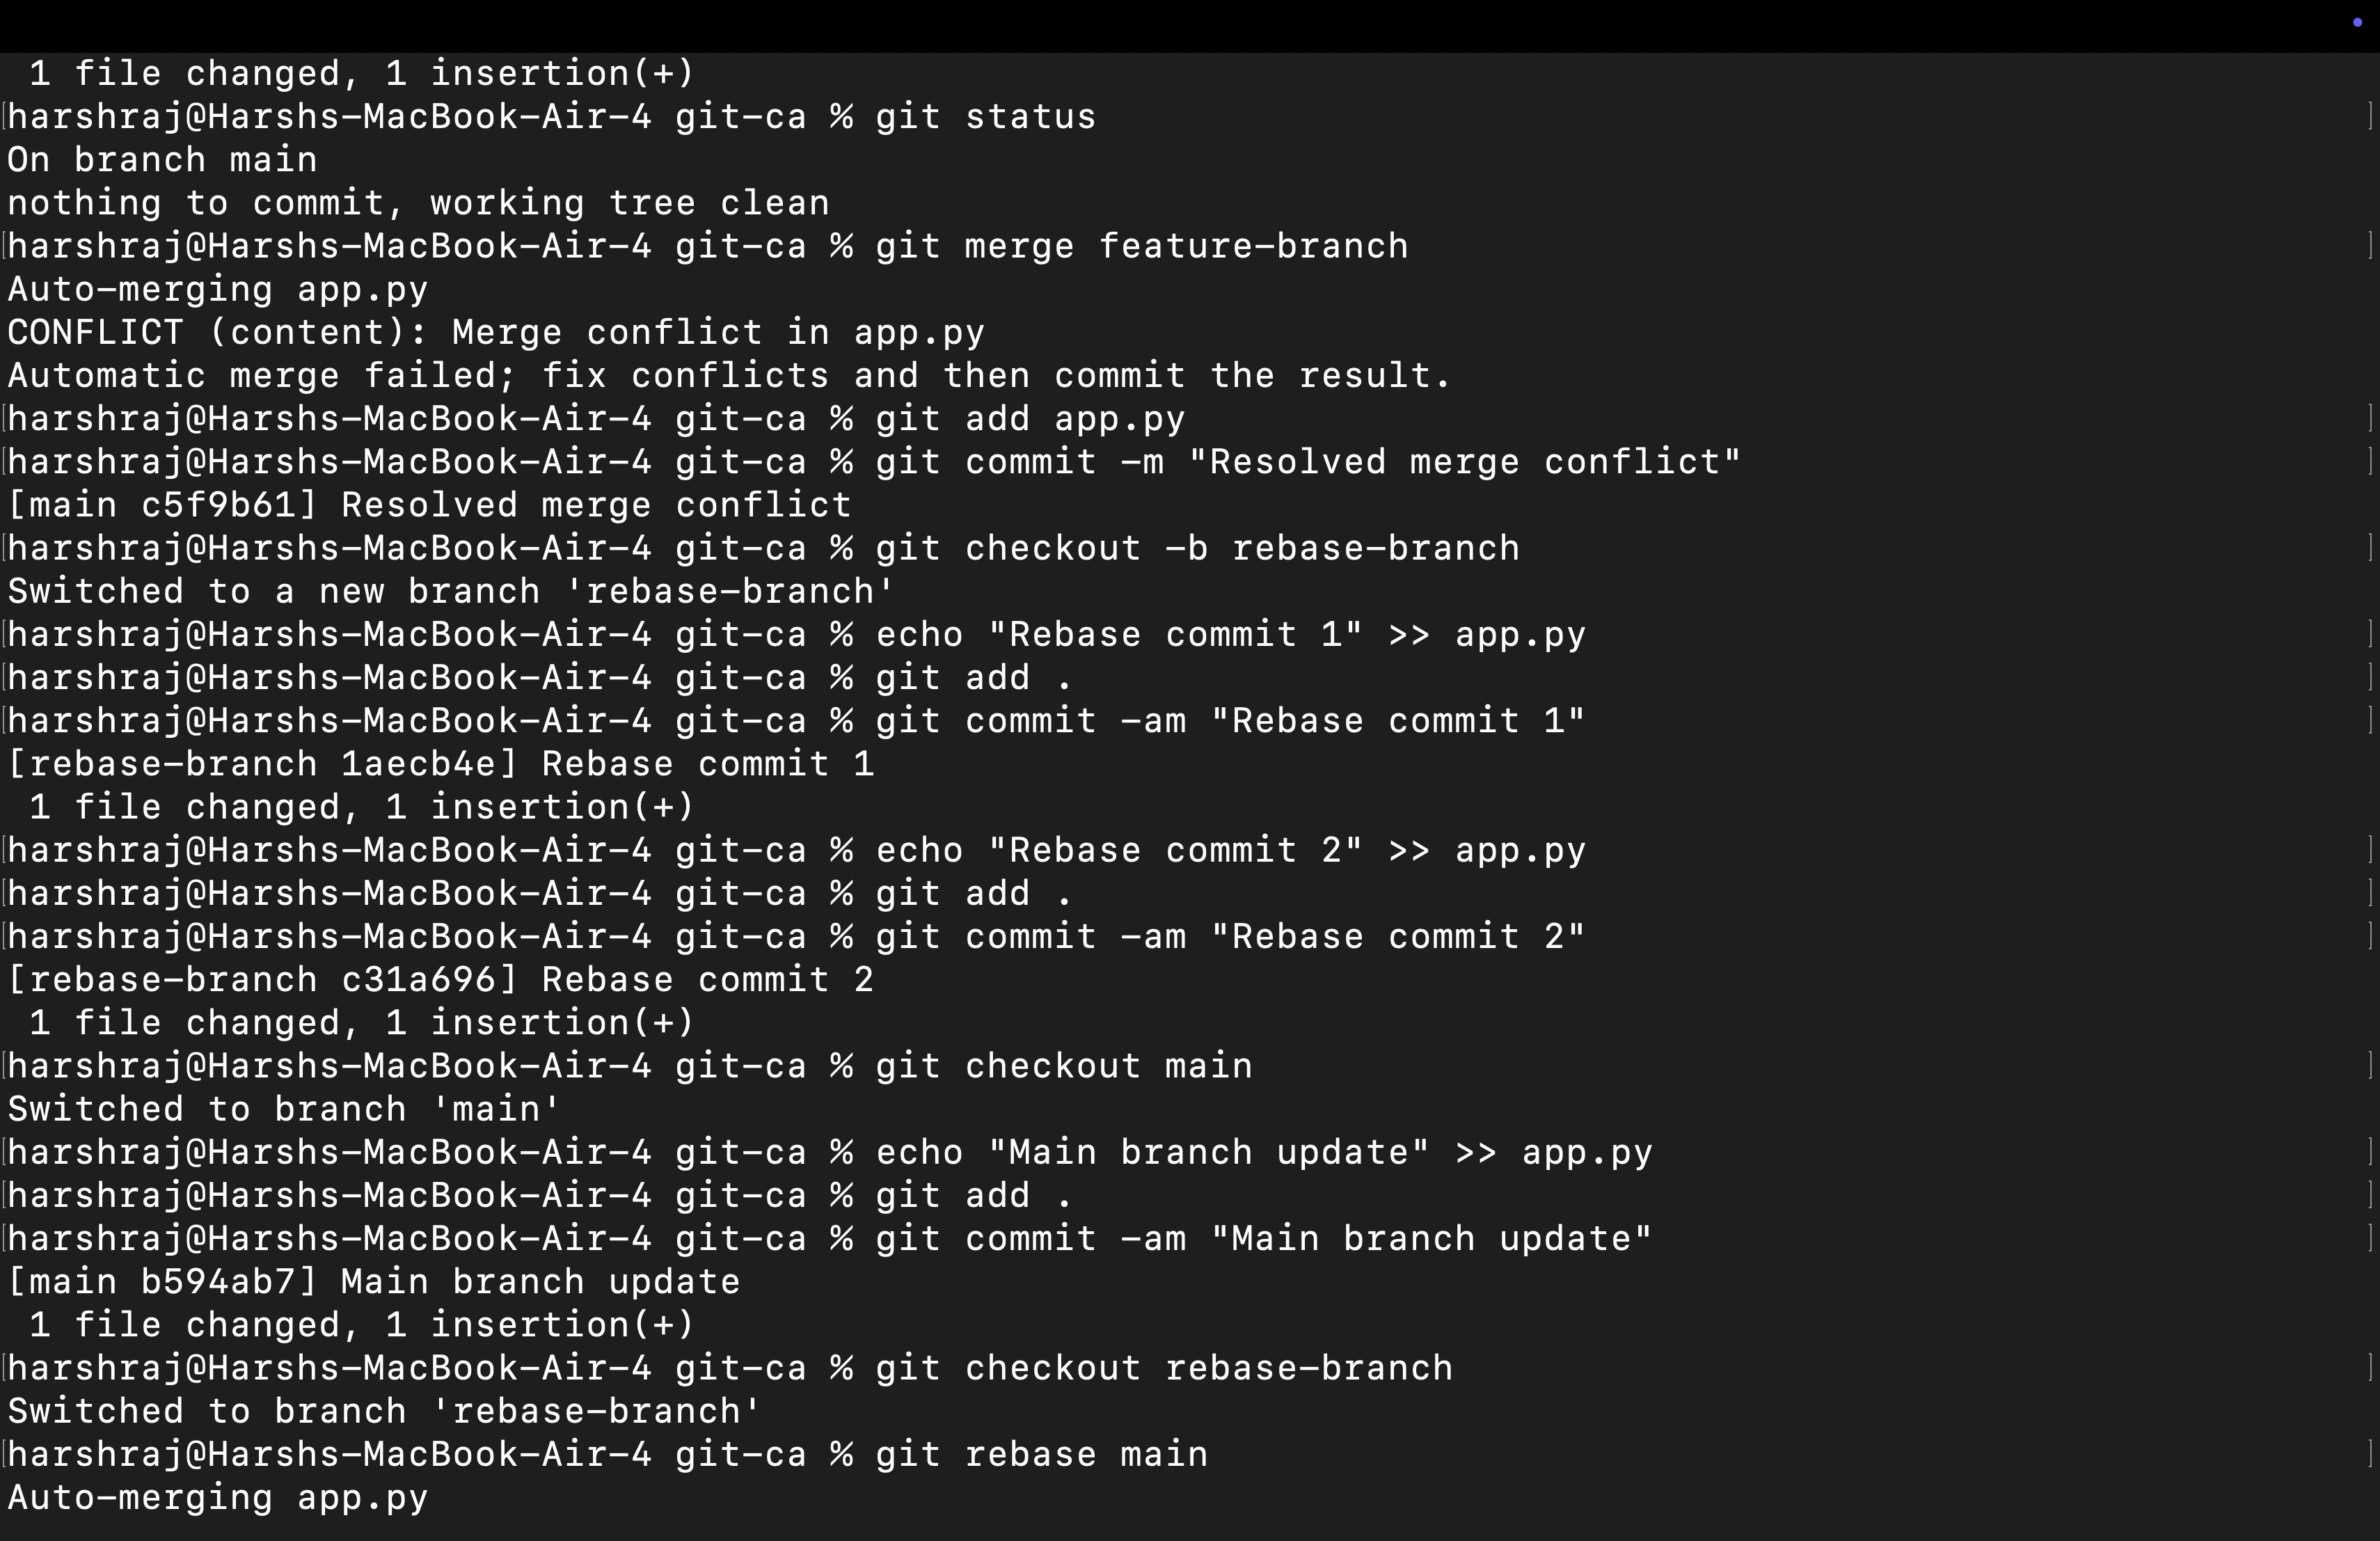 1 file changed, 1 insertion(+)
[harshraj@Harshs-MacBook-Air-4 git-ca % git status ]
On branch main
nothing to commit, working tree clean
[harshraj@Harshs-MacBook-Air-4 git-ca % git merge feature-branch ]
Auto-merging app.py
CONFLICT (content): Merge conflict in app.py
Automatic merge failed; fix conflicts and then commit the result.
[harshraj@Harshs-MacBook-Air-4 git-ca % git add app.py ]
[harshraj@Harshs-MacBook-Air-4 git-ca % git commit -m "Resolved merge conflict" ]
[main c5f9b61] Resolved merge conflict
[harshraj@Harshs-MacBook-Air-4 git-ca % git checkout -b rebase-branch ]
Switched to a new branch 'rebase-branch'
[harshraj@Harshs-MacBook-Air-4 git-ca % echo "Rebase commit 1" >> app.py ]
[harshraj@Harshs-MacBook-Air-4 git-ca % git add . ]
[harshraj@Harshs-MacBook-Air-4 git-ca % git commit -am "Rebase commit 1" ]
[rebase-branch 1aecb4e] Rebase commit 1
 1 file changed, 1 insertion(+)
[harshraj@Harshs-MacBook-Air-4 git-ca % echo "Rebase commit 2" >> app.py ]
[harshraj@Harshs-MacBook-Air-4 git-ca % git add . ]
[harshraj@Harshs-MacBook-Air-4 git-ca % git commit -am "Rebase commit 2" ]
[rebase-branch c31a696] Rebase commit 2
 1 file changed, 1 insertion(+)
[harshraj@Harshs-MacBook-Air-4 git-ca % git checkout main ]
Switched to branch 'main'
[harshraj@Harshs-MacBook-Air-4 git-ca % echo "Main branch update" >> app.py ]
[harshraj@Harshs-MacBook-Air-4 git-ca % git add . ]
[harshraj@Harshs-MacBook-Air-4 git-ca % git commit -am "Main branch update" ]
[main b594ab7] Main branch update
 1 file changed, 1 insertion(+)
[harshraj@Harshs-MacBook-Air-4 git-ca % git checkout rebase-branch ]
Switched to branch 'rebase-branch'
[harshraj@Harshs-MacBook-Air-4 git-ca % git rebase main ]
Auto-merging app.py